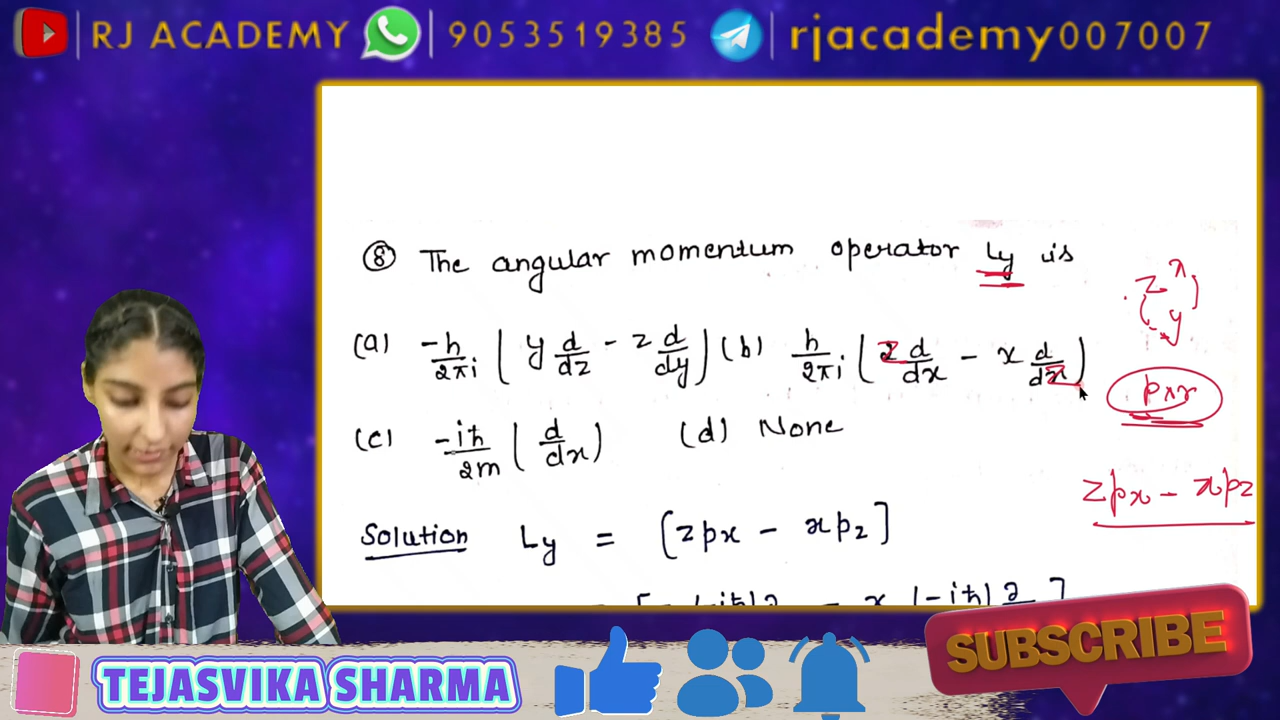 RJ ACADEMY | 9053519385 rjacademy007007
⑧ The angular momentum operator Ly is
(a) -h/2πi ( y d/dz - z d/dy ) (b) h/2πi ( z d/dx - x d/dz )
(c) -iħ/2m ( d/dx ) (d) None
z x
y
pxr
zpx - xpz
Solution Ly = [zpx - xpz]
SUBSCRIBE
TEJASVIKA SHARMA